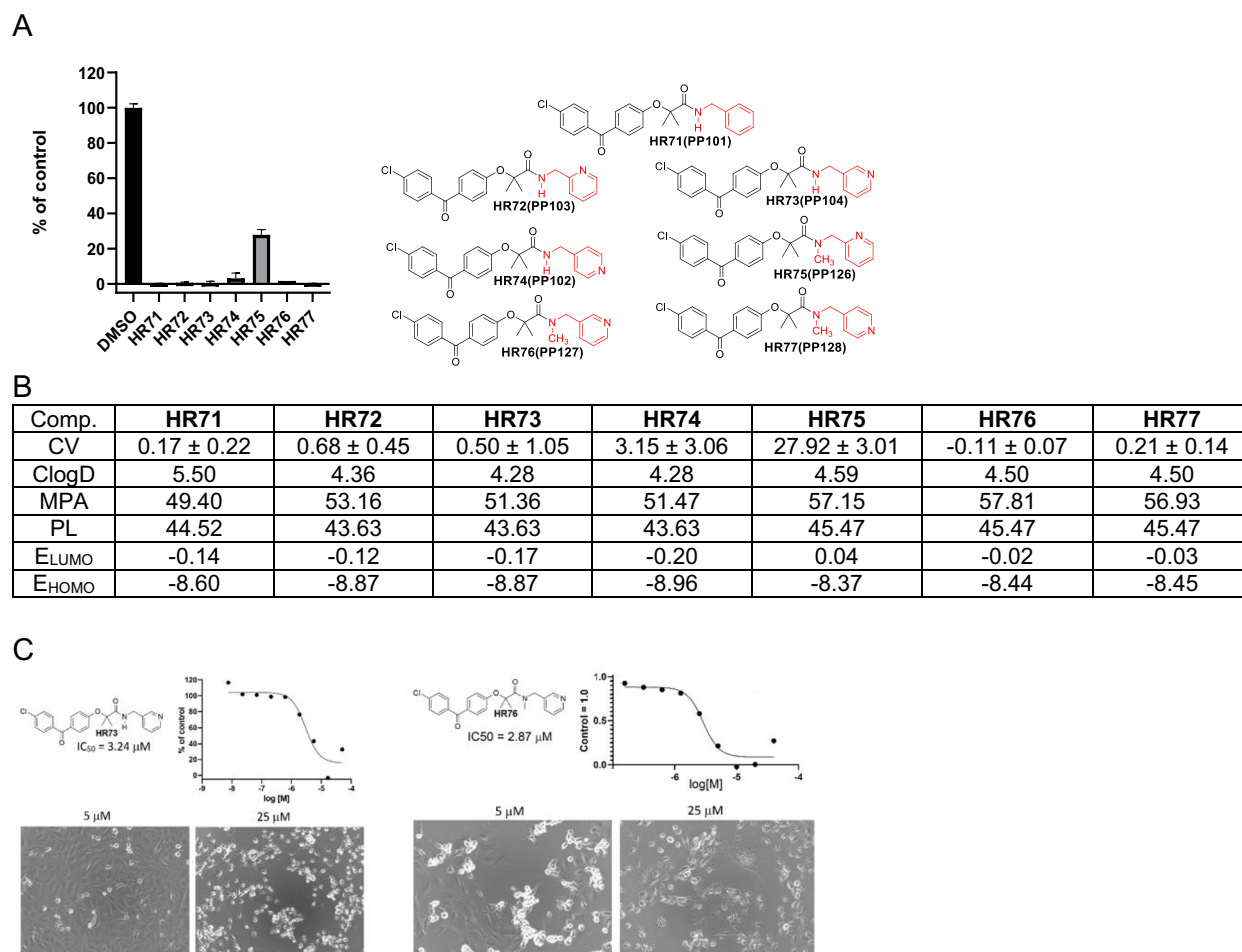 A
120
100
80
60
40
20
0
% of control
DMSO
HR71
HR72
HR73
HR74
HR75
HR76
HR77
Cl
O
O
O
N
H
HR71(PP101)
Cl
O
O
O
N
H
N
HR72(PP103)
Cl
O
O
O
N
H
N
HR73(PP104)
Cl
O
O
O
N
H
N
HR74(PP102)
Cl
O
O
O
N
CH3
N
HR75(PP126)
Cl
O
O
O
N
CH3
N
HR76(PP127)
Cl
O
O
O
N
CH3
N
HR77(PP128)
B
Comp. HR71 HR72 HR73 HR74 HR75 HR76 HR77
CV 0.17 ± 0.22 0.68 ± 0.45 0.50 ± 1.05 3.15 ± 3.06 27.92 ± 3.01 -0.11 ± 0.07 0.21 ± 0.14
ClogD 5.50 4.36 4.28 4.28 4.59 4.50 4.50
MPA 49.40 53.16 51.36 51.47 57.15 57.81 56.93
PL 44.52 43.63 43.63 43.63 45.47 45.47 45.47
ELUMO -0.14 -0.12 -0.17 -0.20 0.04 -0.02 -0.03
EHOMO -8.60 -8.87 -8.87 -8.96 -8.37 -8.44 -8.45
C
Cl
O
O
O
N
H
N
HR73
IC50 = 3.24 µM
120
100
80
60
40
20
0
% of control
-9 -8 -7 -6 -5 -4
log [M]
Cl
O
O
O
N
N
HR76
IC50 = 2.87 µM
1.0
0.5
0.0
Control = 1.0
-6 -5 -4
log[M]
5 µM 25 µM
5 µM 25 µM